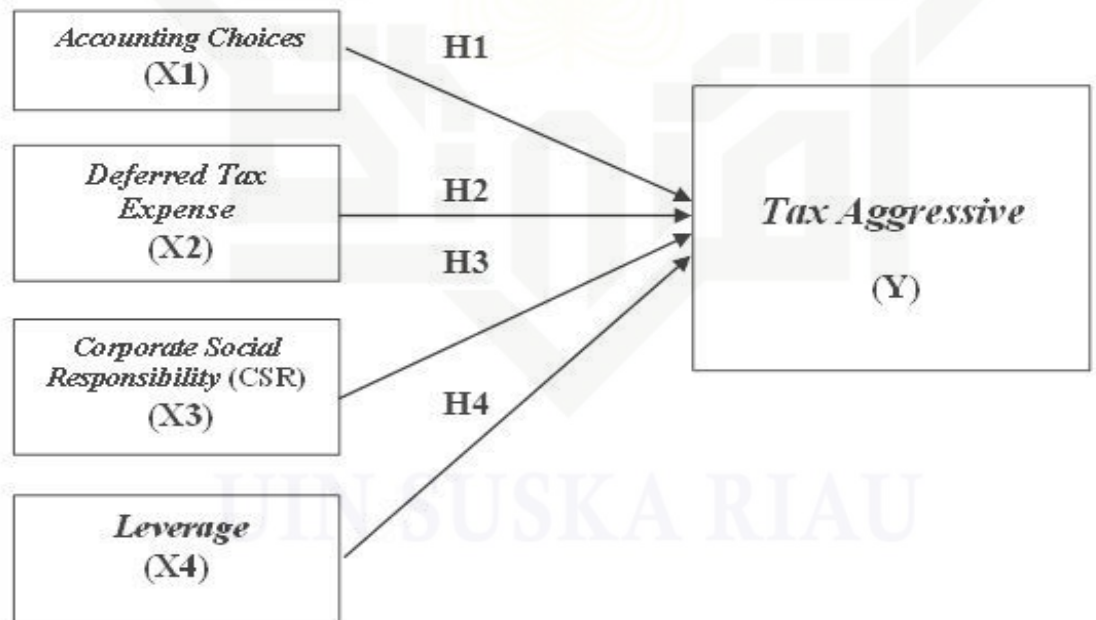 Accounting Choices
(X1)
H1
Deferred Tax
Expense
(X2)
H2
Corporate Social
Responsibility (CSR)
(X3)
H3
Leverage
(X4)
H4
Tax Aggressive
(Y)
UIN SUSKA RIAU